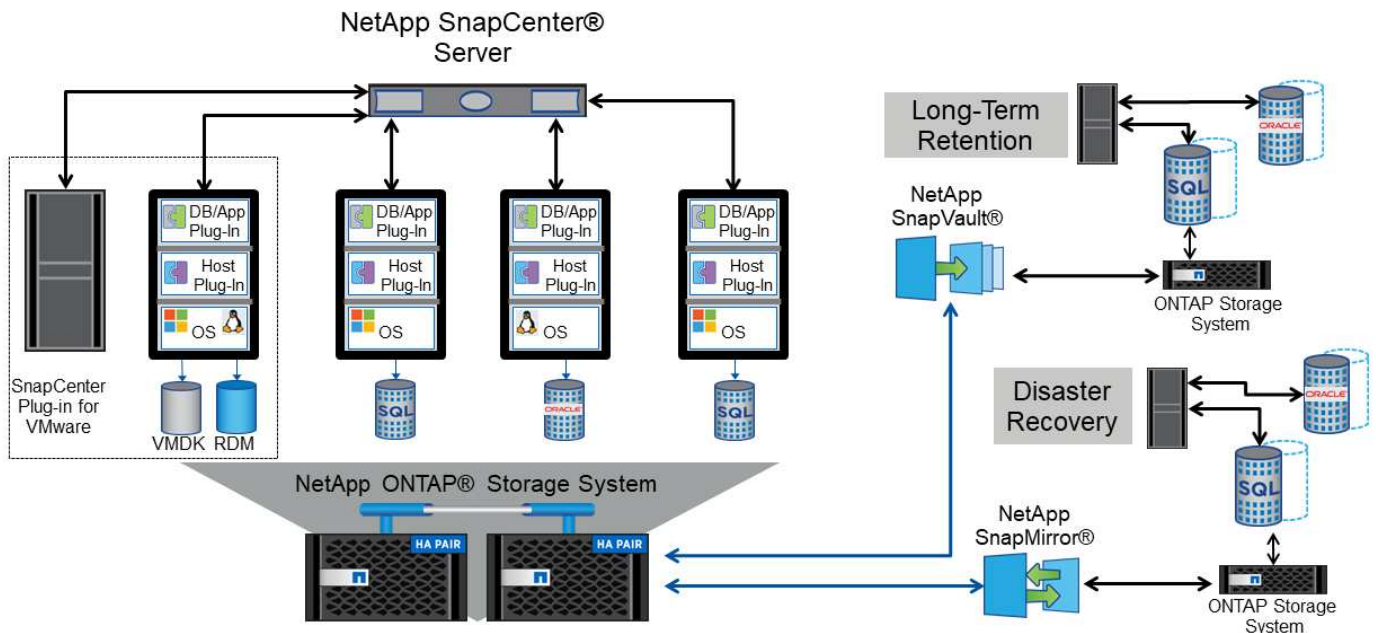 NetApp SnapCenter®
Server
DB/App
Plug-In
Host
Plug-In
OS
DB/App
Plug-In
Host
Plug-In
OS
DB/App
Plug-In
Host
Plug-In
OS
DB/App
Plug-In
Host
Plug-In
OS
SnapCenter
Plug-in for
VMware
VMDK
RDM
SQL
ORACLE
SQL
NetApp ONTAP® Storage System
HA PAIR
HA PAIR
Long-Term
Retention
ORACLE
SQL
NetApp
SnapVault®
ONTAP Storage
System
Disaster
Recovery
ORACLE
SQL
NetApp
SnapMirror®
ONTAP Storage
System